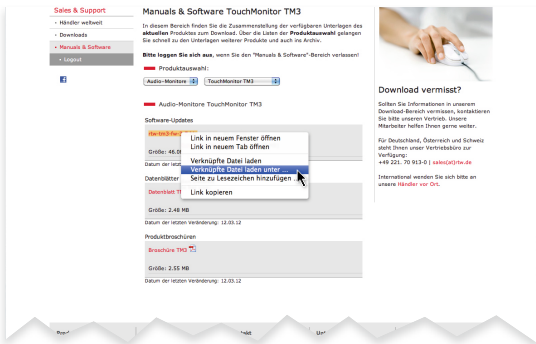 Sales & Support
Händler weltweit
Downloads
Manuals & Software
Logout
Manuals & Software TouchMonitor TM3
In diesem Bereich finden Sie die Zusammenstellung der verfügbaren Unterlagen des
aktuellen Produktes zum Download. Über die Listen der Produktauswahl gelangen
Sie schnell zu den Unterlagen weiterer Produkte und auch ins Archiv.
Bitte loggen Sie sich aus, wenn Sie den "Manuals & Software"-Bereich verlassen!
Produktauswahl:
Audio-Monitore TouchMonitor TM3
Audio-Monitore TouchMonitor TM3
Software-Updates
Größe: 46.0
Datum der letzten
Datenblätter
Datenblatt T
Größe: 2.48 MB
Datum der letzten Veränderung: 12.03.12
Produktbroschüren
Broschüre TM3
Größe: 2.55 MB
Datum der letzten Veränderung: 12.03.12
Link in neuem Fenster öffnen
Link in neuem Tab öffnen
Verknüpfte Datei laden
Verknüpfte Datei laden unter ...
Seite zu Lesezeichen hinzufügen
Link kopieren
Download vermisst?
Sollten Sie Informationen in unserem
Download-Bereich vermissen, kontaktieren
Sie bitte unseren Vertrieb. Unsere
Mitarbeiter helfen Ihnen gerne weiter.
Für Deutschland, Österreich und Schweiz
steht Ihnen unser Vertriebsbüro zur
Verfügung:
+49 221. 70 913-0 | sales(at)rtw.de
International wenden Sie sich bitte an
unsere Händler vor Ort.